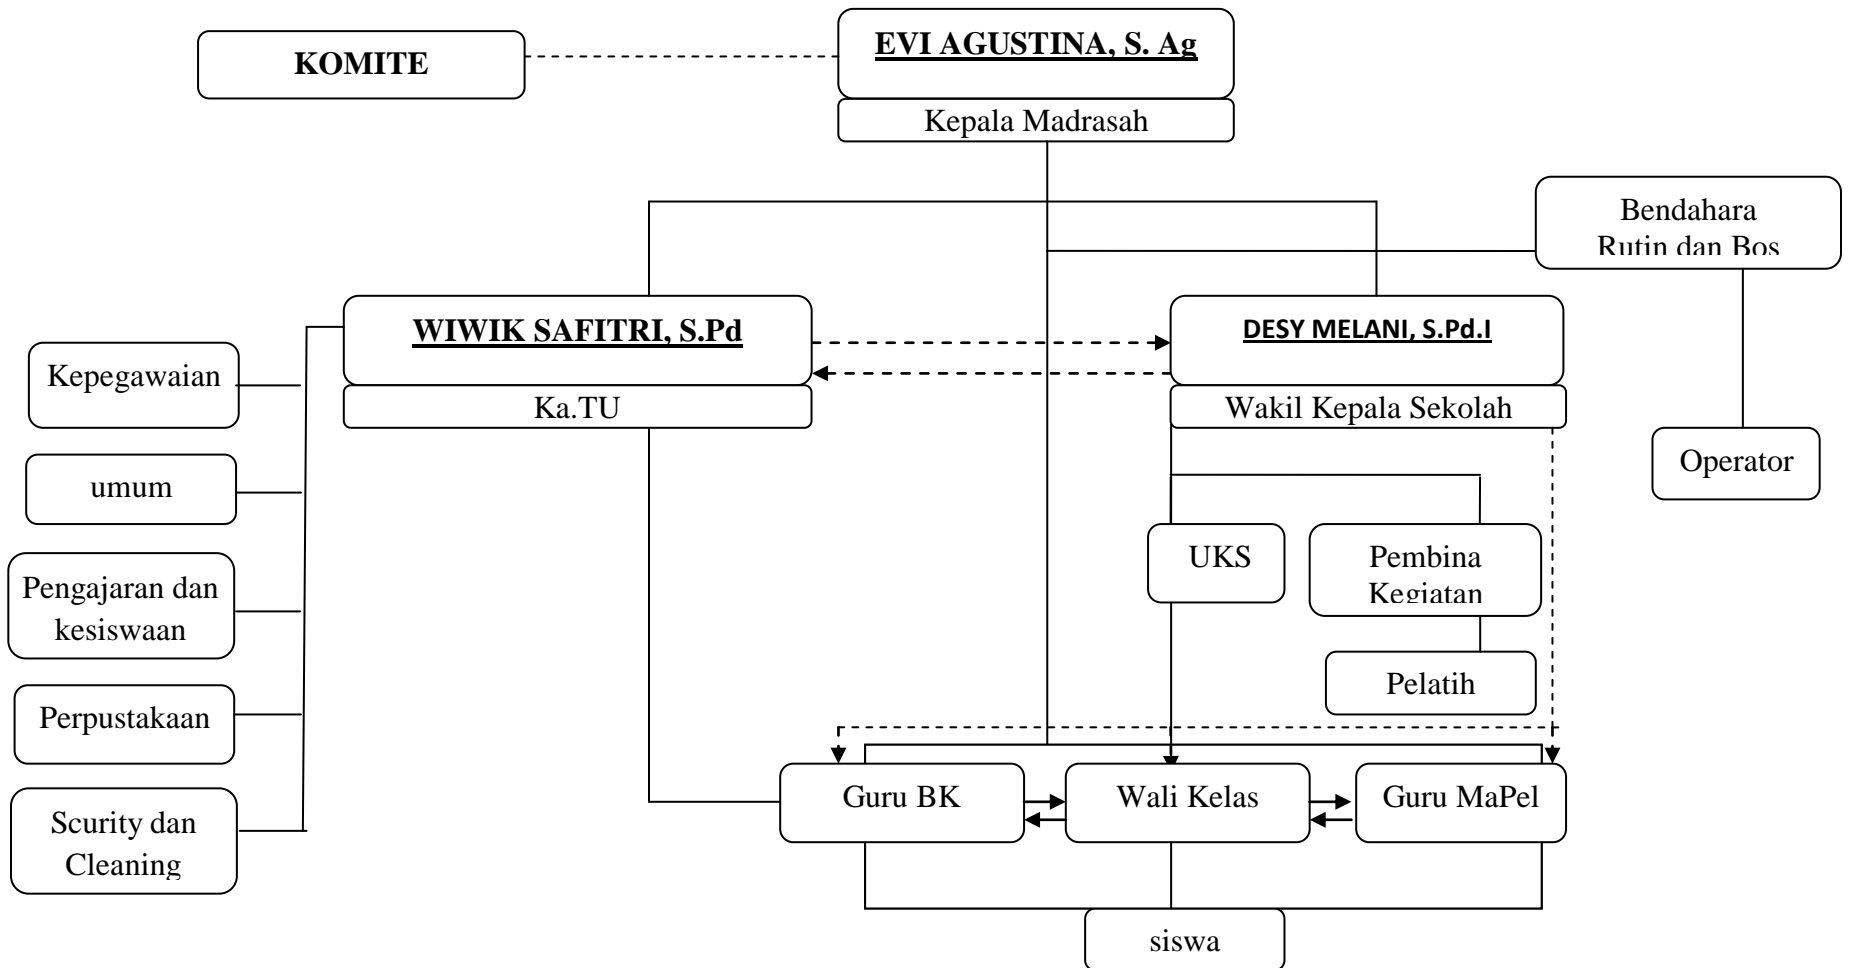 EVI AGUSTINA, S. Ag
KOMITE
Kepala Madrasah
Bendahara
Rutin dan Bos
WIWIK SAFITRI, S.Pd
DESY MELANI, S.Pd.I
Kepegawaian
Ka.TU
Wakil Kepala Sekolah
Operator
umum
UKS
Pembina
Kegiatan
Pengajaran dan
kesiswaan
Pelatih
Perpustakaan
Guru BK
Wali Kelas
Guru MaPel
Scurity dan
Cleaning
siswa